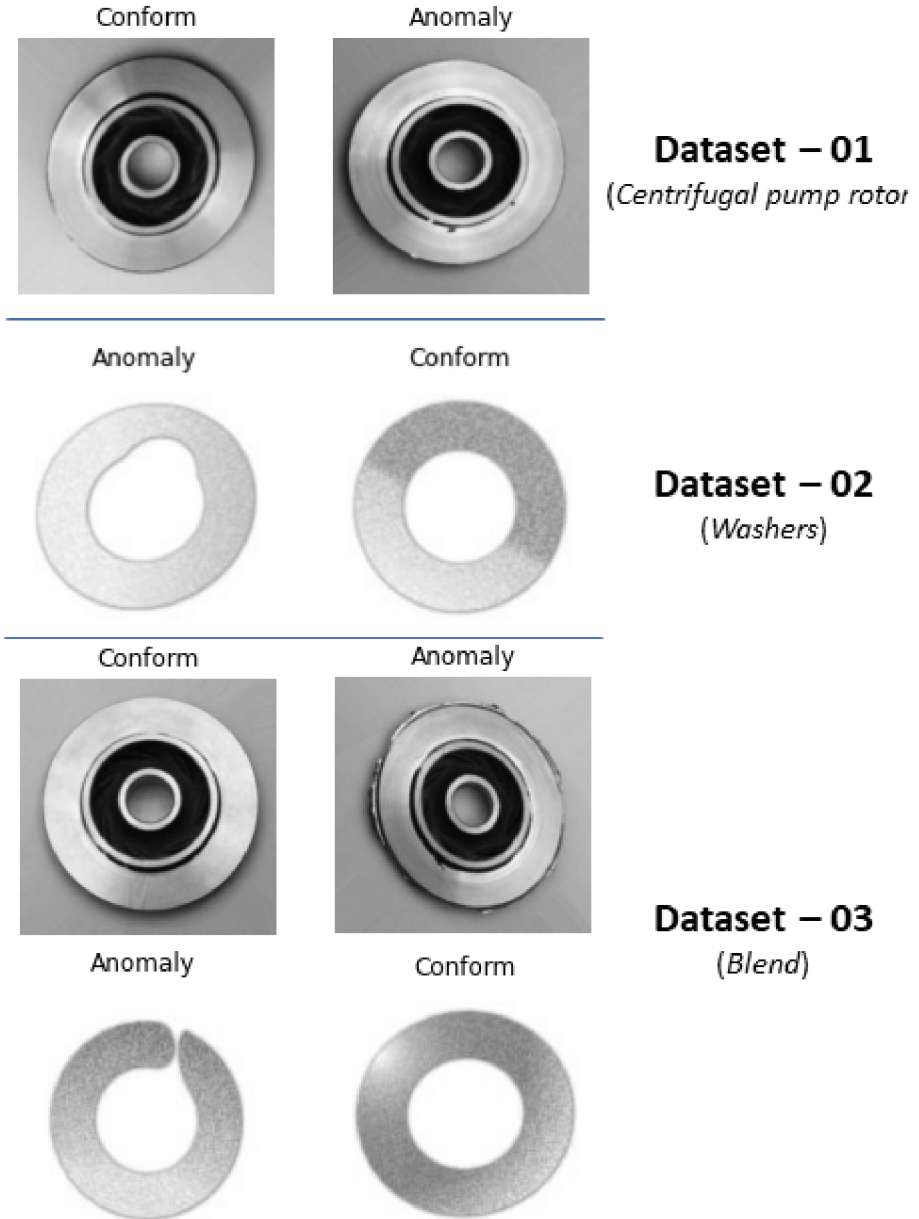 Conform Anomaly
Dataset – 01
(Centrifugal pump rotor
Anomaly Conform
Dataset – 02
(Washers)
Conform Anomaly
Dataset – 03
(Blend)
Anomaly Conform